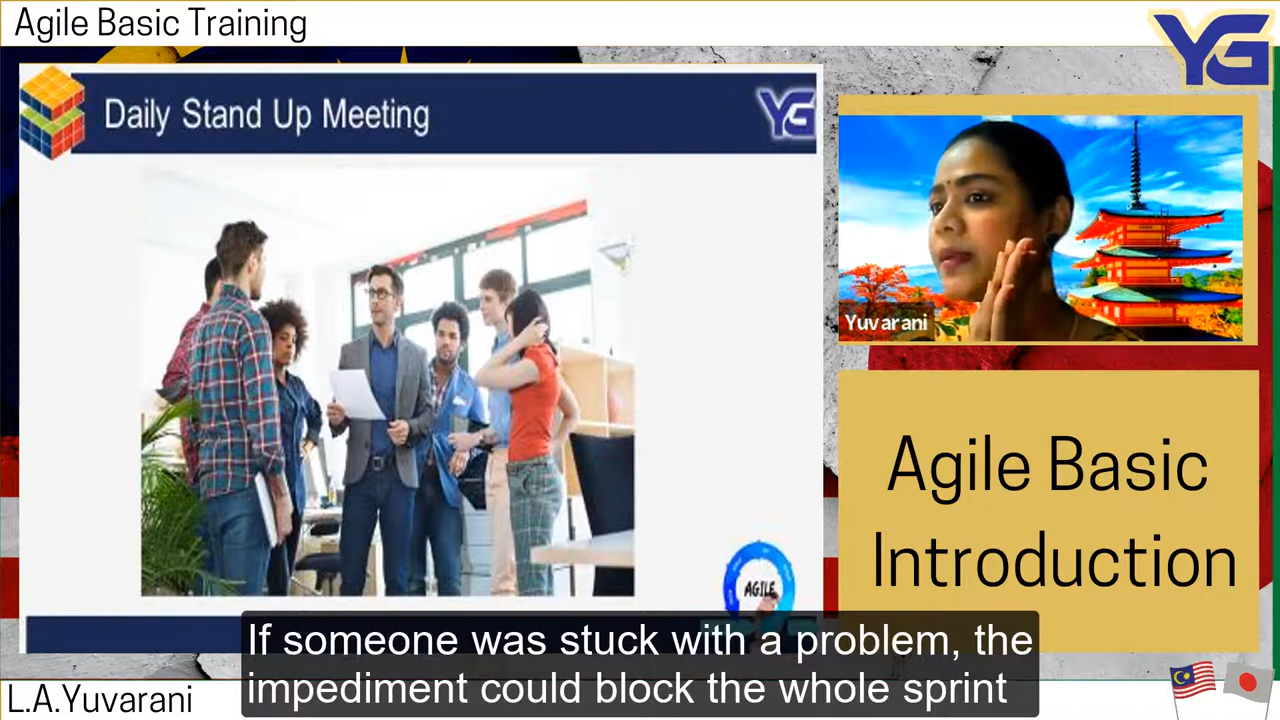 Agile Basic Training
YG
Daily Stand Up Meeting
YG
Yuvarani
Agile Basic
Introduction
AGILE
If someone was stuck with a problem, the
impediment could block the whole sprint
L.A.Yuvarani